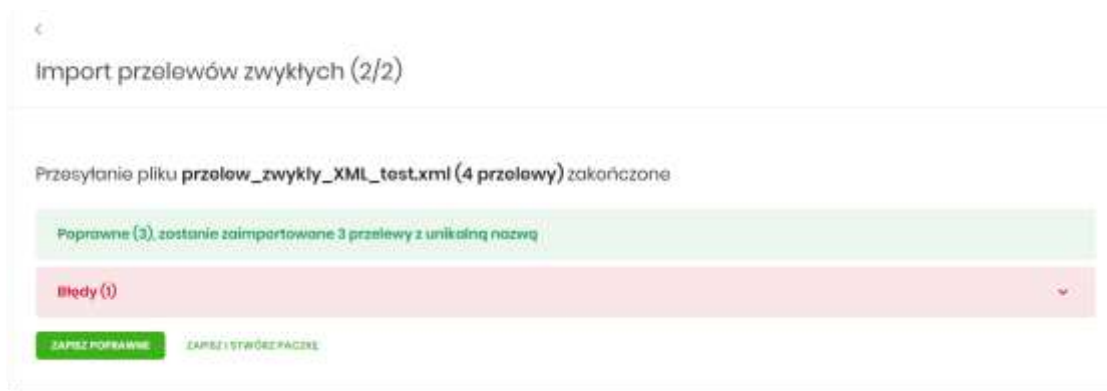 Import przelewów zwykłych (2/2)
Przesyłanie pliku przelew_zwykly_XML_test.xml (4 przelewy) zakończone
Poprawne (3), zostanie zaimportowane 3 przelewy z unikalną nazwą
Błędy (1)
ZAPISZ POPRAWNE ZAPISZ I STWÓRZ PACZKĘ